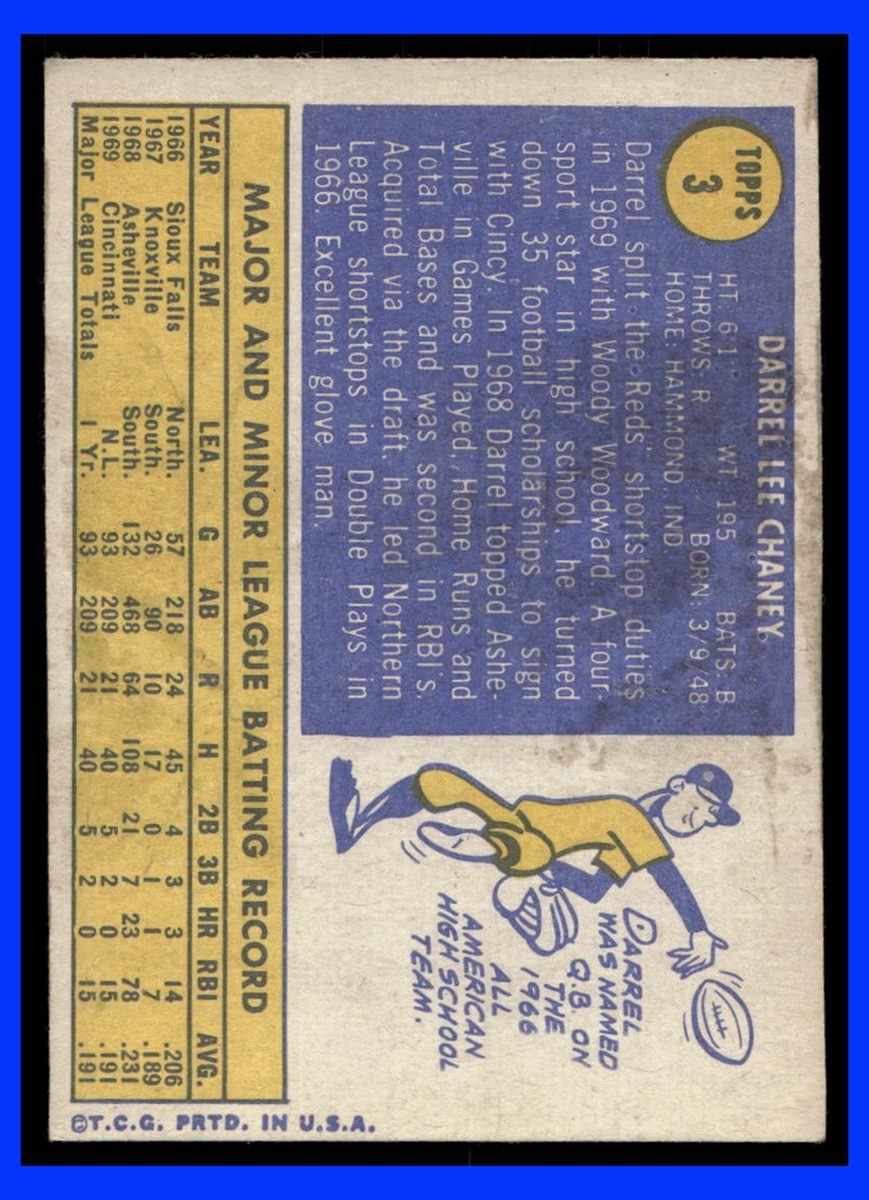 TOPPS
3
DARREL LEE CHANEY
HT. 6'1" WT. 195 BATS: B
THROWS: R BORN: 3/9/48
HOME: HAMMOND, IND.
Darrel split the Reds' shortstop duties
in 1969 with Woody Woodward. A four-
sport star in high school, he turned
down 35 football scholarships to sign
with Cincy. In 1968 Darrel topped Ashe-
ville in Games Played, Home Runs and
Total Bases and was second in RBI's.
Acquired via the draft, he led Northern
League shortstops in Double Plays in
1966. Excellent glove man.
DARREL
WAS NAMED
Q.B. ON
THE
1966
ALL
AMERICAN
HIGH SCHOOL
TEAM.
MAJOR AND MINOR LEAGUE BATTING RECORD
YEAR TEAM LEA. G AB R H 2B 3B HR RBI AVG.
1966 Sioux Falls North. 57 218 24 45 4 3 3 14 .206
1967 Knoxville South. 26 90 10 17 0 1 1 7 .189
1968 Asheville South. 132 468 64 108 21 7 23 78 .231
1969 Cincinnati N.L. 93 209 21 40 5 2 0 15 .191
Major League Totals 1 Yr. 93 209 21 40 5 2 0 15 .191
©T.C.G. PRTD. IN U.S.A.